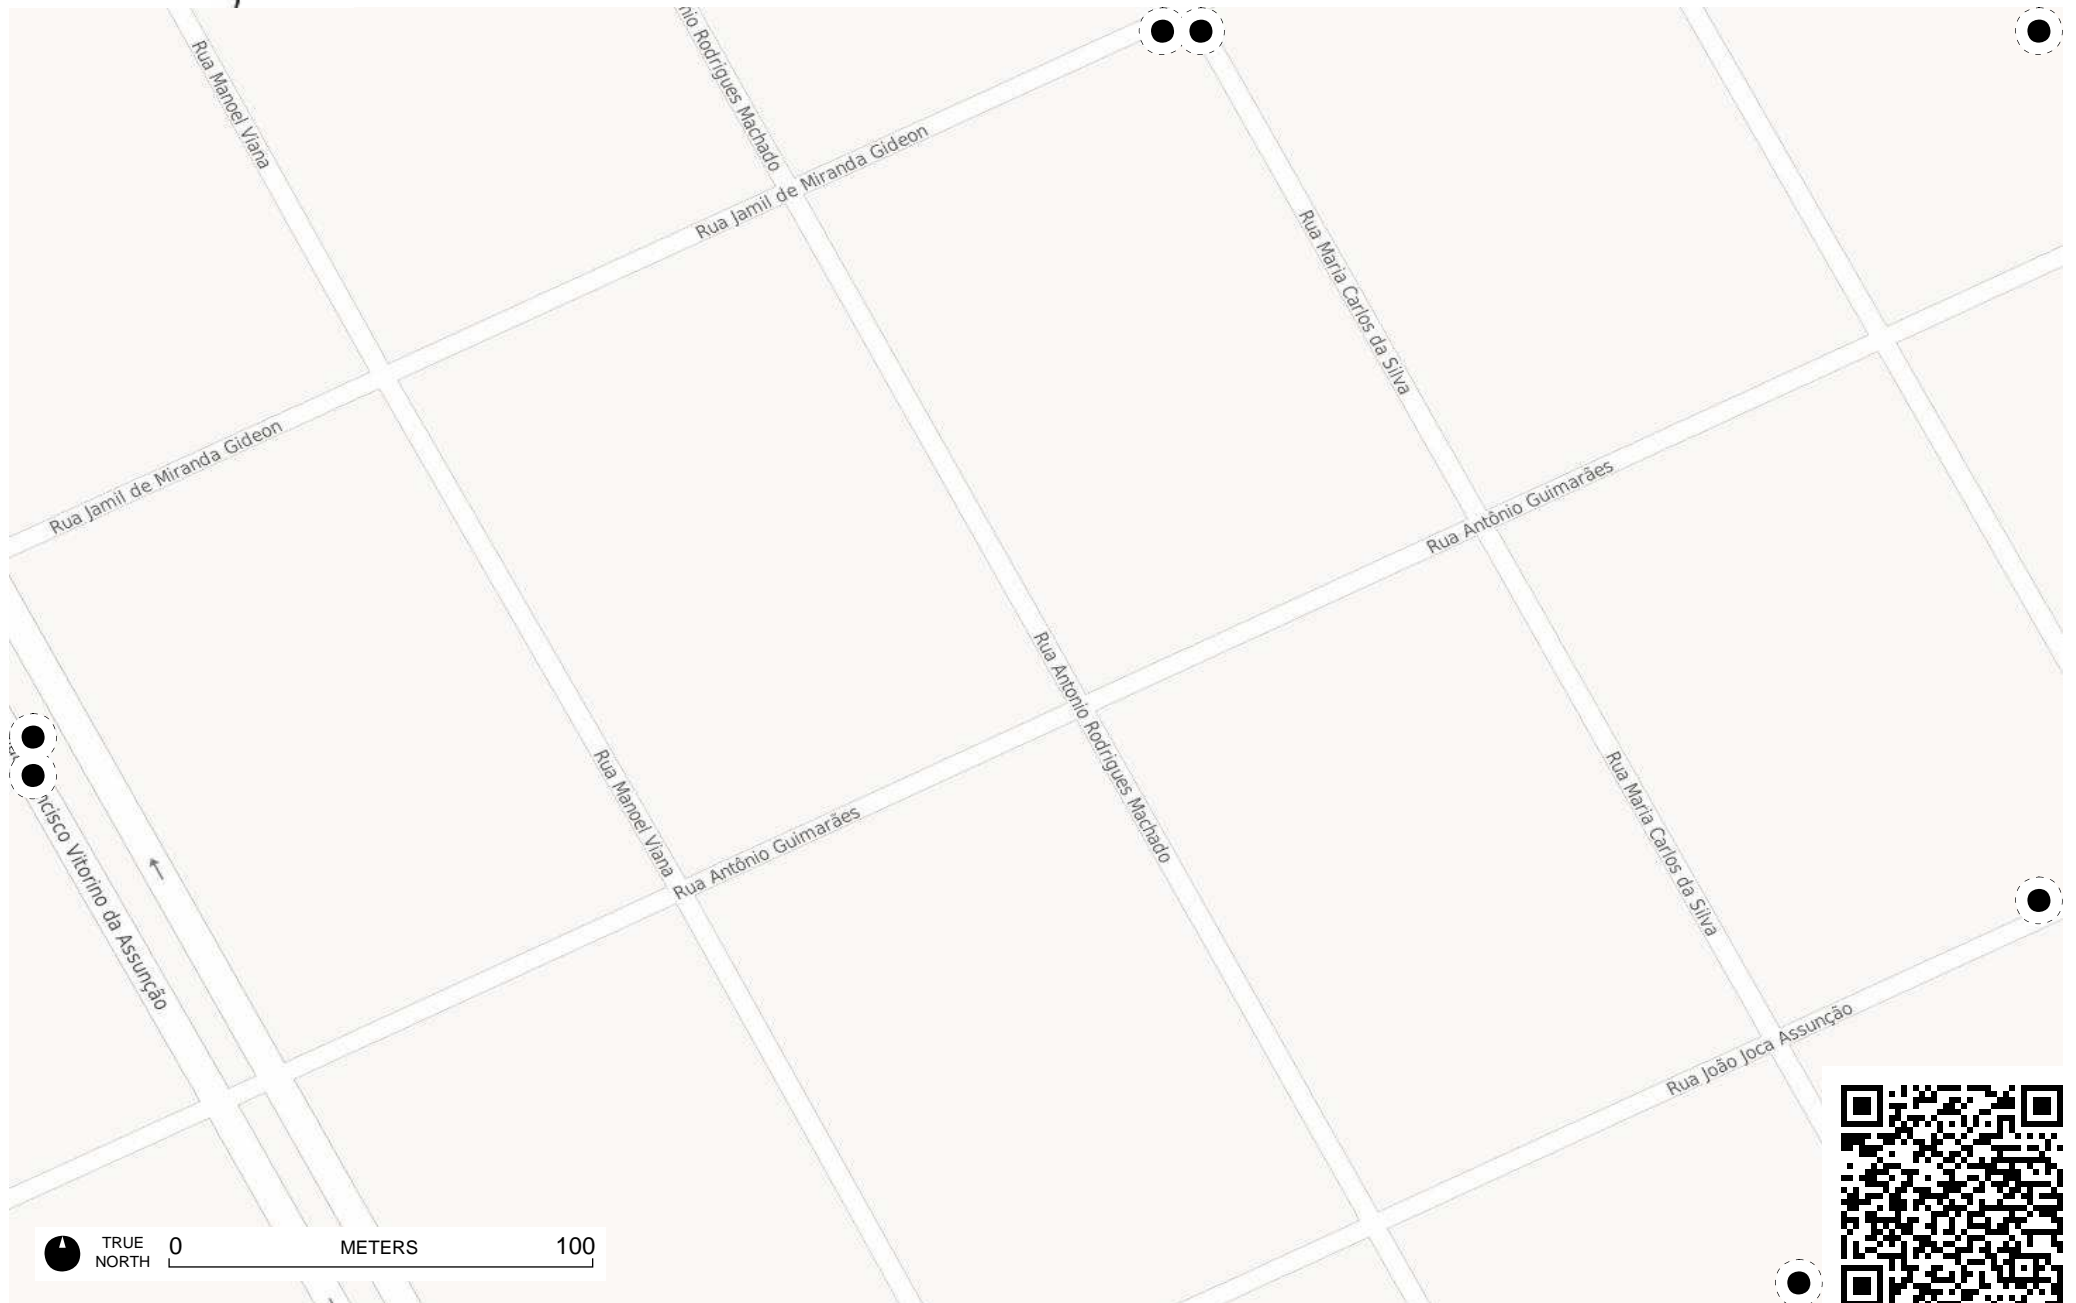 Rua Manoel Viana
Rodrigues Machado
Rua Jamil de Miranda Gideon
Rua Maria Carlos da Silva
Rua Jamil de Miranda Gideon
Rua Antônio Guimarães
Rua Antonio Rodrigues Machado
Rua Manoel Viana
Rua Antônio Guimarães
Rua Maria Carlos da Silva
Vitorino da Assunção
Rua João Joca Assunção
TRUE NORTH
0 METERS 100